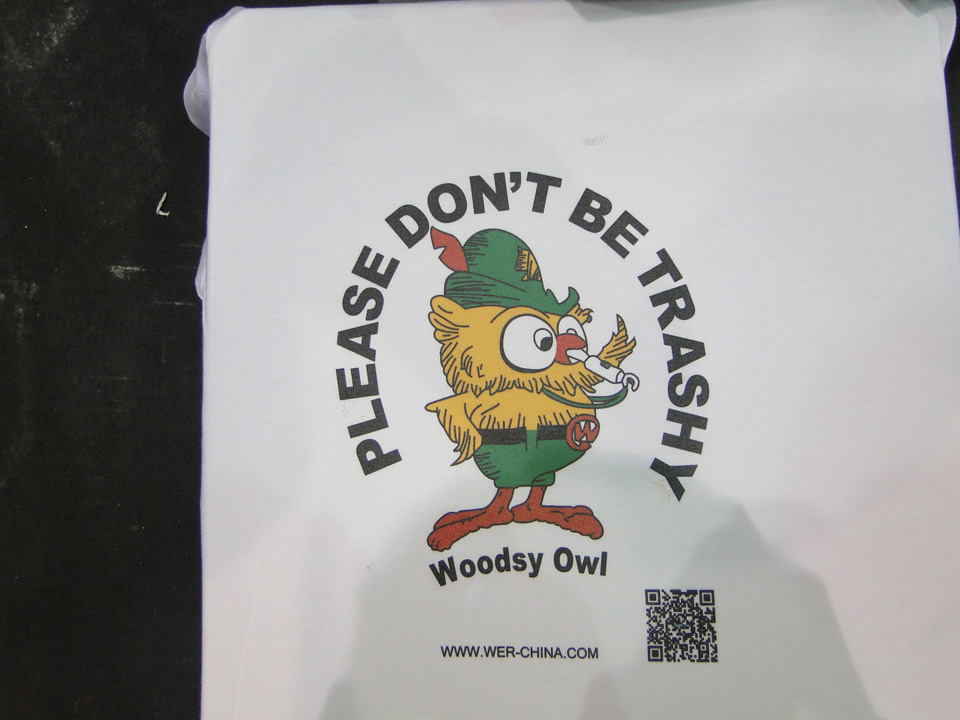 PLEASE DON'T BE TRASHY
W
Woodsy Owl
WWW.WER-CHINA.COM